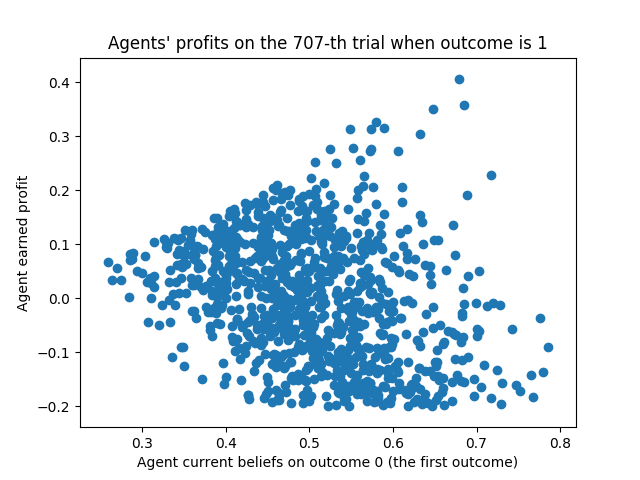 Agents' profits on the 707-th trial when outcome is 1
Agent earned profit
0.4
0.3
0.2
0.1
0.0
−0.1
−0.2
0.3 0.4 0.5 0.6 0.7 0.8
Agent current beliefs on outcome 0 (the first outcome)